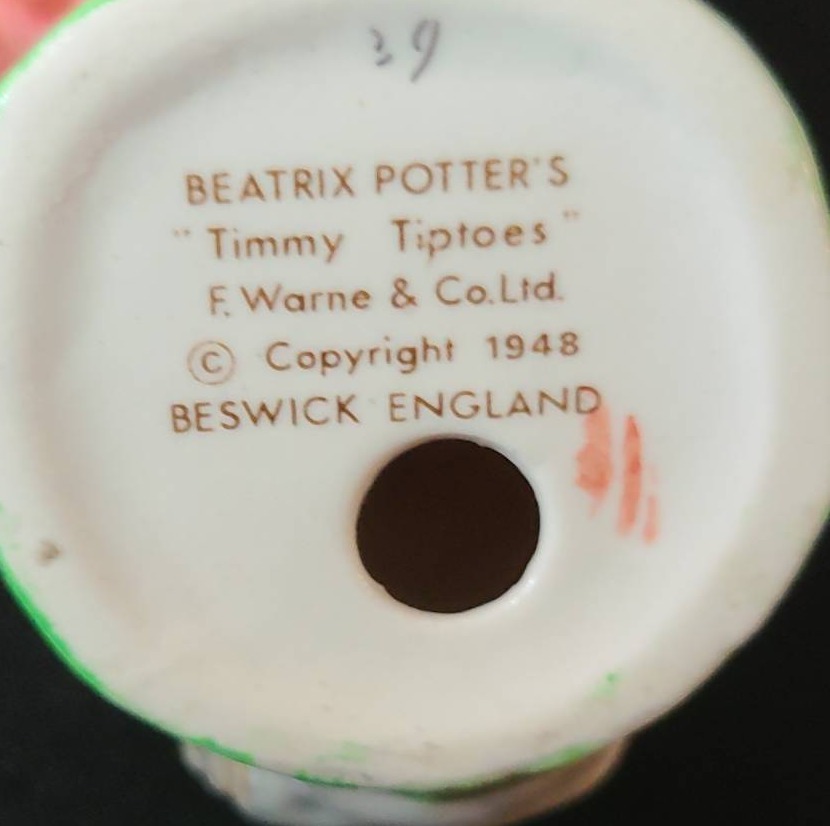 39
BEATRIX POTTER'S
"Timmy Tiptoes"
F. Warne & Co.Ltd.
© Copyright 1948
BESWICK ENGLAND